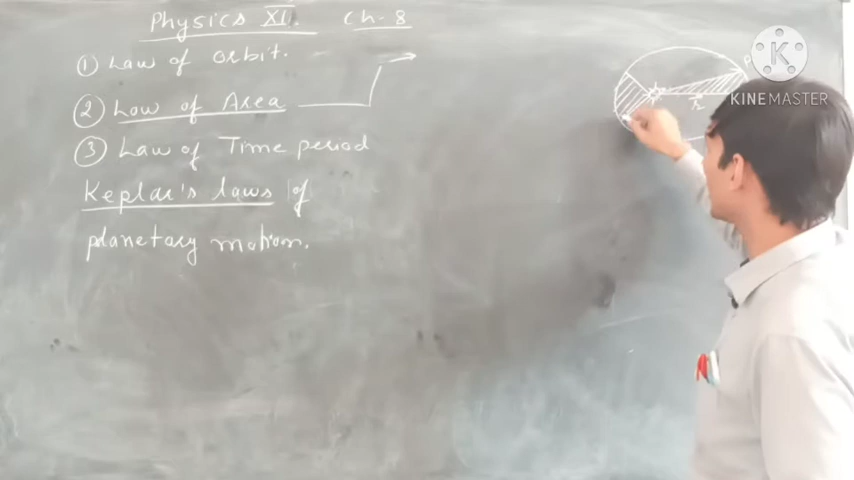 Physics XI. Ch-8
① Law of orbit.
② Low of Area
③ Law of Time period
Keplar's laws of
planetary motion.
r
P
K
KINEMASTER